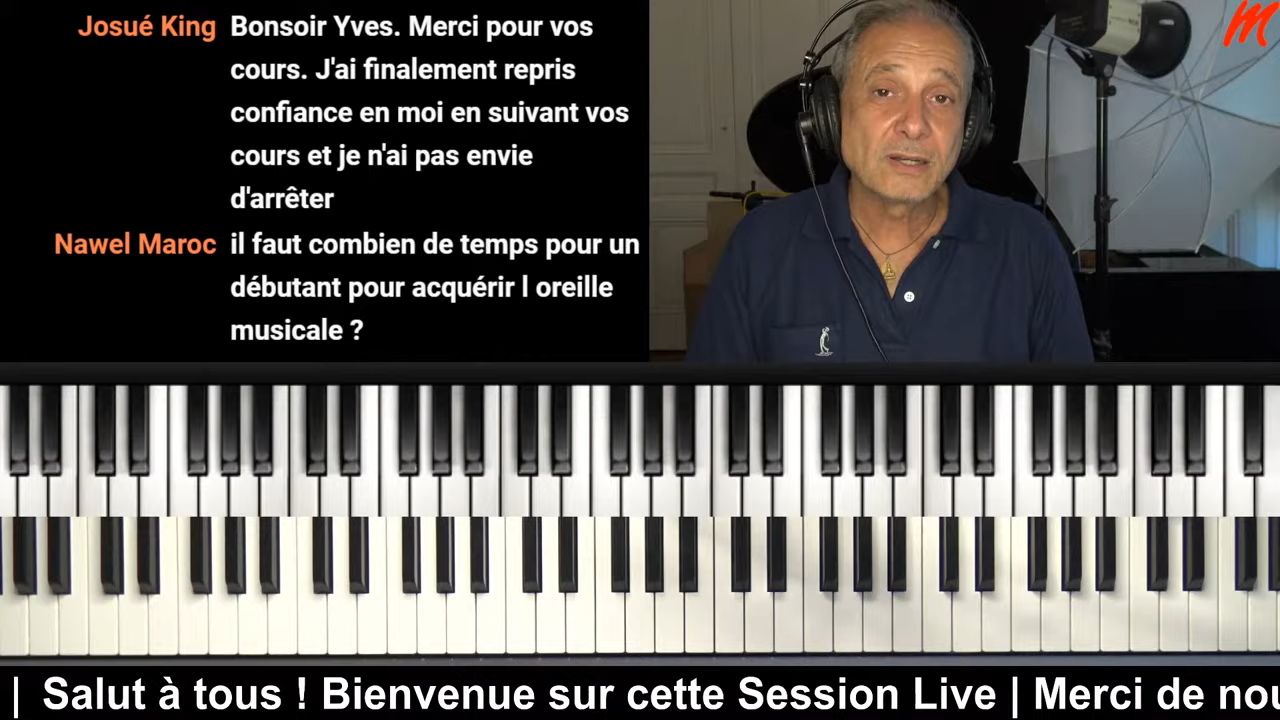 Josué King Bonsoir Yves. Merci pour vos
cours. J'ai finalement repris
confiance en moi en suivant vos
cours et je n'ai pas envie
d'arrêter
Nawel Maroc il faut combien de temps pour un
débutant pour acquérir l oreille
musicale ?
| Salut à tous ! Bienvenue sur cette Session Live | Merci de nou